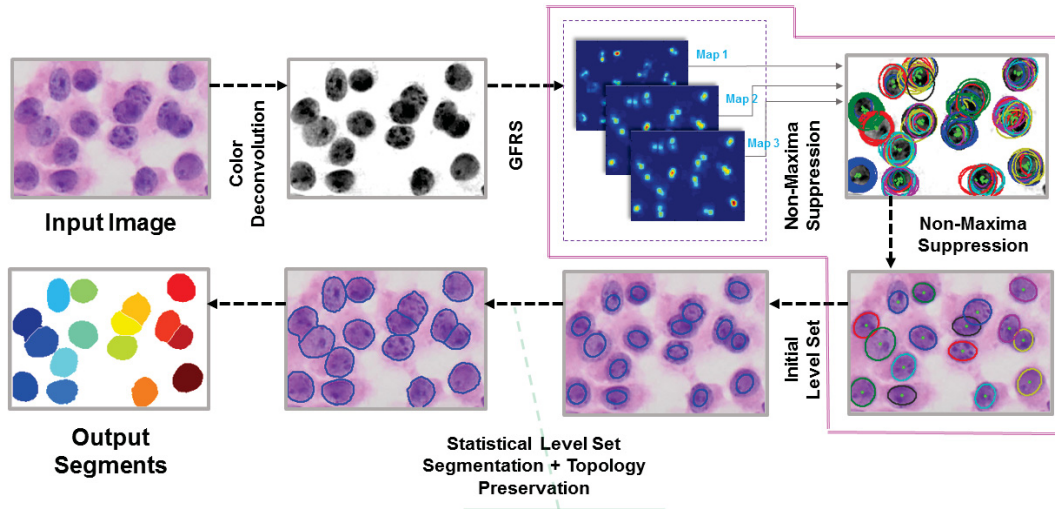 Input Image
Color
Deconvolution
GFRS
Map 1
Map 2
Map 3
Non-Maxima
Suppression
Non-Maxima
Suppression
Initial
Level Set
Statistical Level Set
Segmentation + Topology
Preservation
Output
Segments